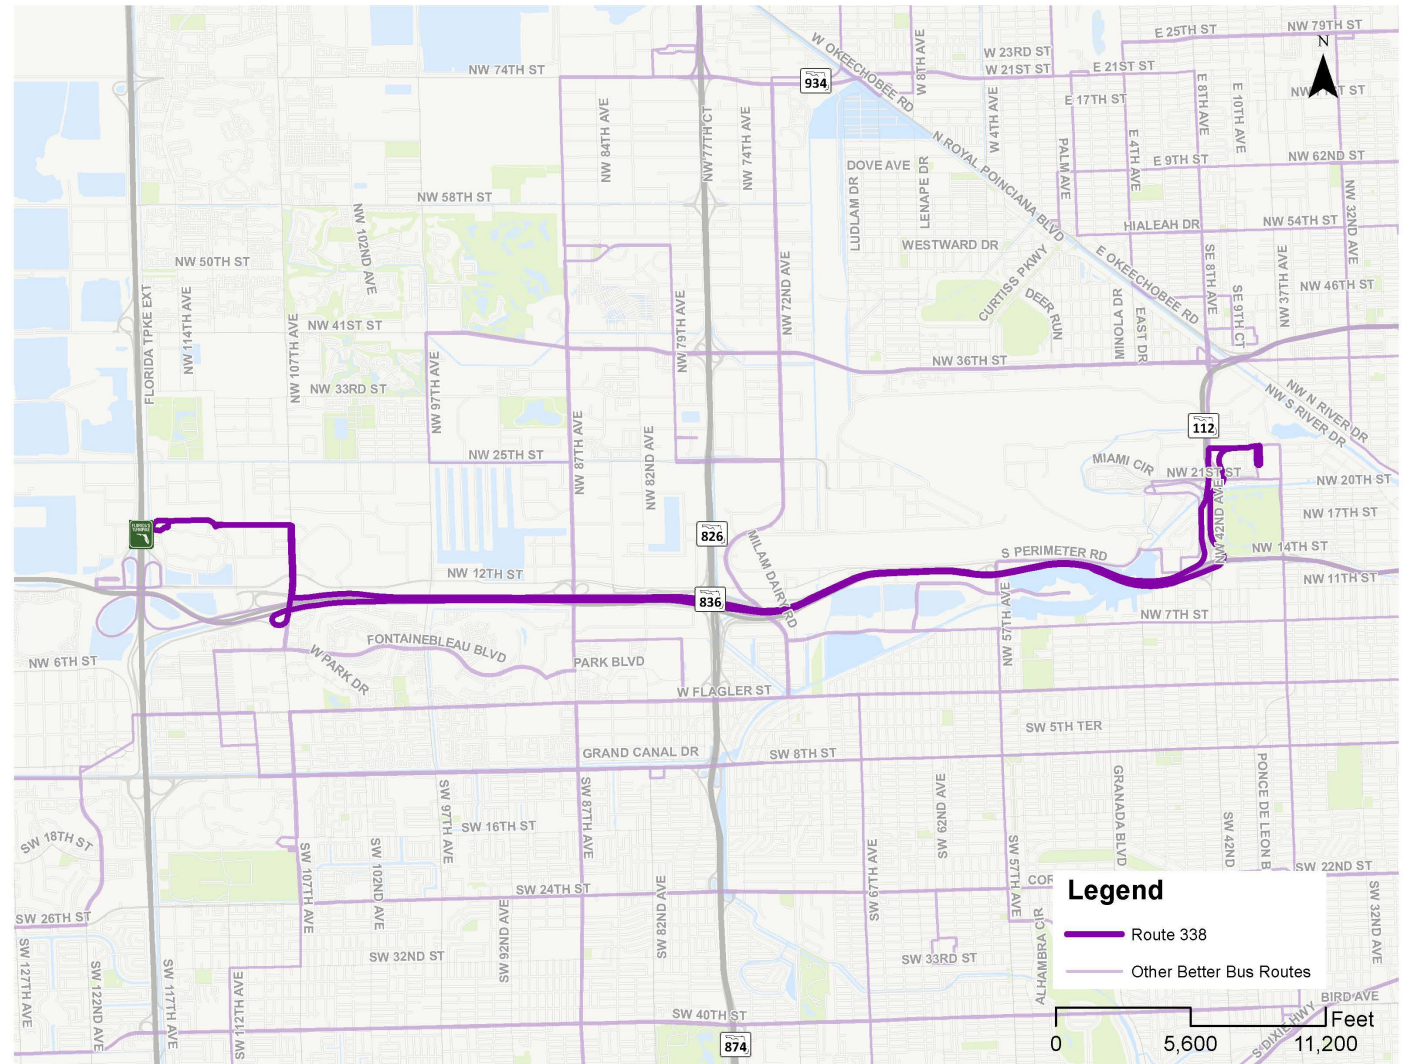 E 25TH ST
NW 79TH ST
N
W OKEECHOBEE RD
W 8TH AVE
W 23RD ST
W 21ST ST
E 21ST ST
NW 74TH ST
934
E 8TH AVE
E 10TH AVE
E 17TH ST
W 4TH AVE
NW 84TH AVE
NW 77TH CT
NW 74TH AVE
N ROYAL POINCIANA BLVD
PALM AVE
E 4TH AVE
E 9TH ST
NW 62ND ST
DOVE AVE
LENAPE DR
LUDLAM DR
NW 58TH ST
NW 32ND AVE
HIALEAH DR
NW 54TH ST
NW 102ND AVE
WESTWARD DR
E OKEECHOBEE RD
SE 8TH AVE
NW 37TH AVE
NW 50TH ST
NW 72ND AVE
CURTISS PKWY
DEER RUN
NW 46TH ST
FLORIDA TPKE EXT
NW 114TH AVE
NW 107TH AVE
NW 41ST ST
NW 79TH AVE
MINOLA DR
EAST DR
SE 9TH CT
NW 36TH ST
NW 97TH AVE
NW 33RD ST
NW N RIVER DR
NW S RIVER DR
NW 87TH AVE
NW 82ND AVE
112
NW 25TH ST
MIAMI CIR
NW 21ST ST
NW 20TH ST
NW 42ND AVE
NW 17TH ST
826
MILAM DAIRY RD
S PERIMETER RD
NW 14TH ST
NW 12TH ST
NW 11TH ST
836
NW 57TH AVE
NW 7TH ST
FONTAINEBLEAU BLVD
NW 6TH ST
W PARK DR
PARK BLVD
W FLAGLER ST
SW 5TH TER
GRAND CANAL DR
SW 8TH ST
SW 97TH AVE
SW 87TH AVE
SW 62ND AVE
GRANADA BLVD
PONCE DE LEON B
SW 16TH ST
SW 18TH ST
SW 42ND
SW 107TH AVE
SW 102ND AVE
SW 67TH AVE
SW 57TH AVE
SW 22ND ST
COR
SW 24TH ST
SW 82ND AVE
SW 92ND AVE
SW 26TH ST
SW 32ND AVE
ALHAMBRA CIR
SW 127TH AVE
SW 122ND AVE
SW 117TH AVE
SW 112TH AVE
SW 32ND ST
SW 33RD ST
Legend
Route 338
Other Better Bus Routes
BIRD AVE
SW 40TH ST
S DIXIE HWY
874
Feet
0
5,600
11,200